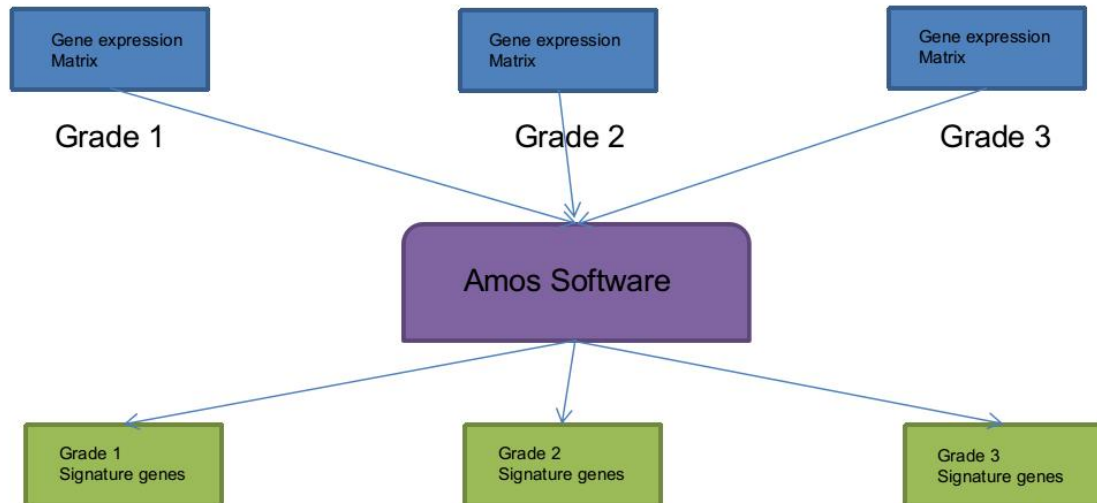 Gene expression
Matrix
Gene expression
Matrix
Gene expression
Matrix
Grade 1
Grade 2
Grade 3
Amos Software
Grade 1
Signature genes
Grade 2
Signature genes
Grade 3
Signature genes